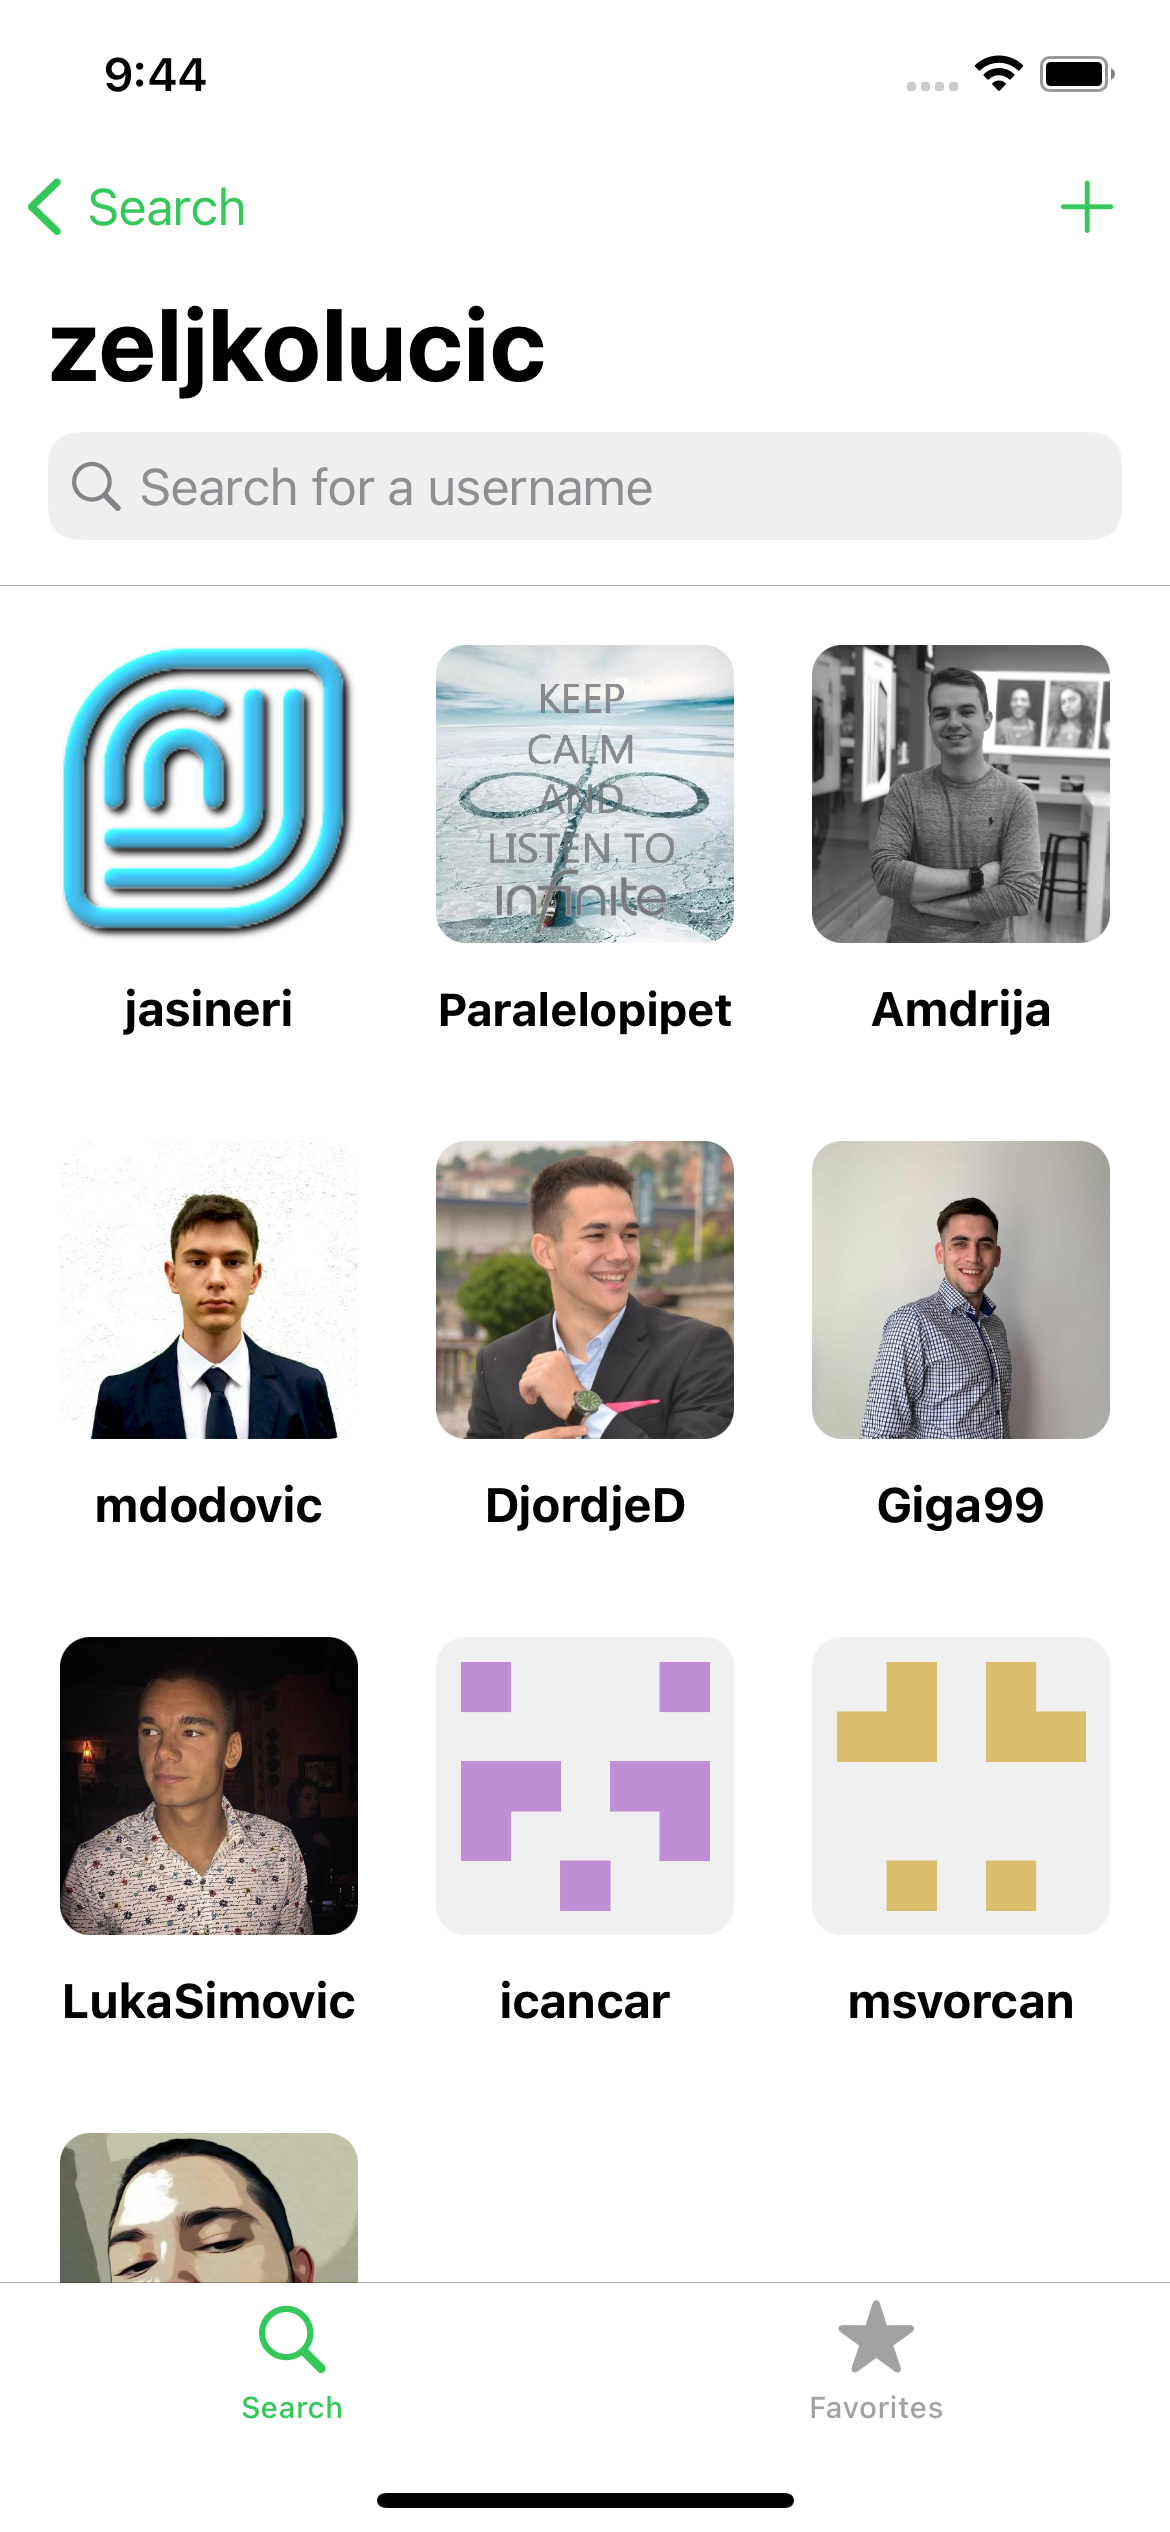 9:44
Search
zeljkolucic
Search for a username
KEEP
CALM
AND
LISTEN TO
infinite
jasineri
Paralelopipet
Amdrija
mdodovic
DjordjeD
Giga99
LukaSimovic
icancar
msvorcan
Search
Favorites